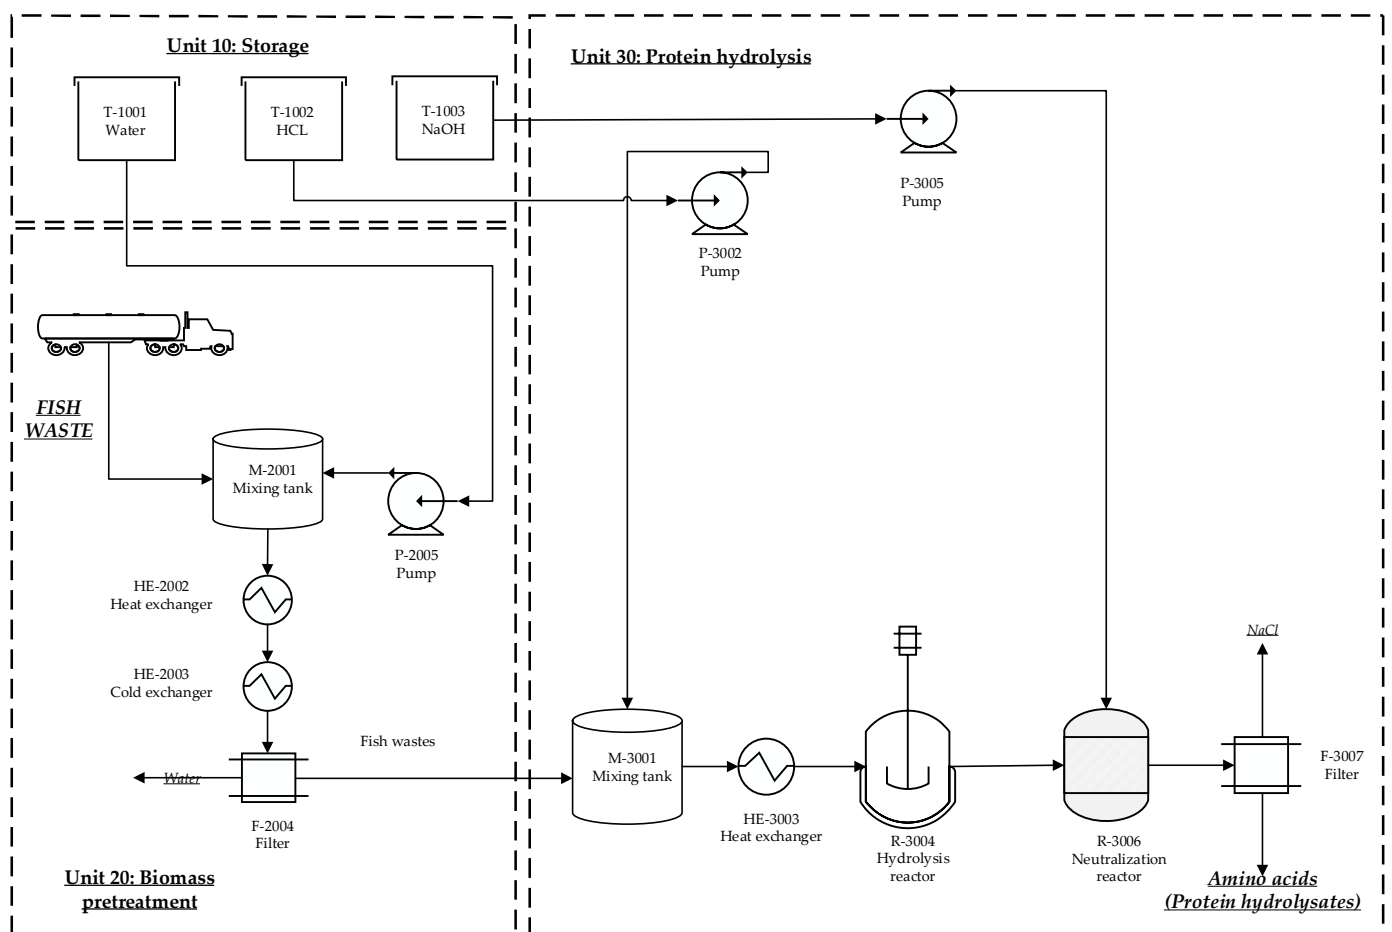 Unit 10: Storage
T-1001
Water
T-1002
HCL
T-1003
NaOH
Unit 30: Protein hydrolysis
P-3005
Pump
P-3002
Pump
FISH
WASTE
M-2001
Mixing tank
P-2005
Pump
HE-2002
Heat exchanger
HE-2003
Cold exchanger
Fish wastes
Water
F-2004
Filter
Unit 20: Biomass
pretreatment
M-3001
Mixing tank
HE-3003
Heat exchanger
R-3004
Hydrolysis
reactor
R-3006
Neutralization
reactor
NaCl
F-3007
Filter
Amino acids
(Protein hydrolysates)